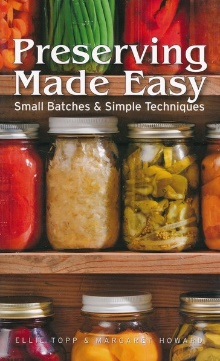 Preserving
Made Easy
Small Batches & Simple Techniques
ELLIE TOPP & MARGARET HOWARD